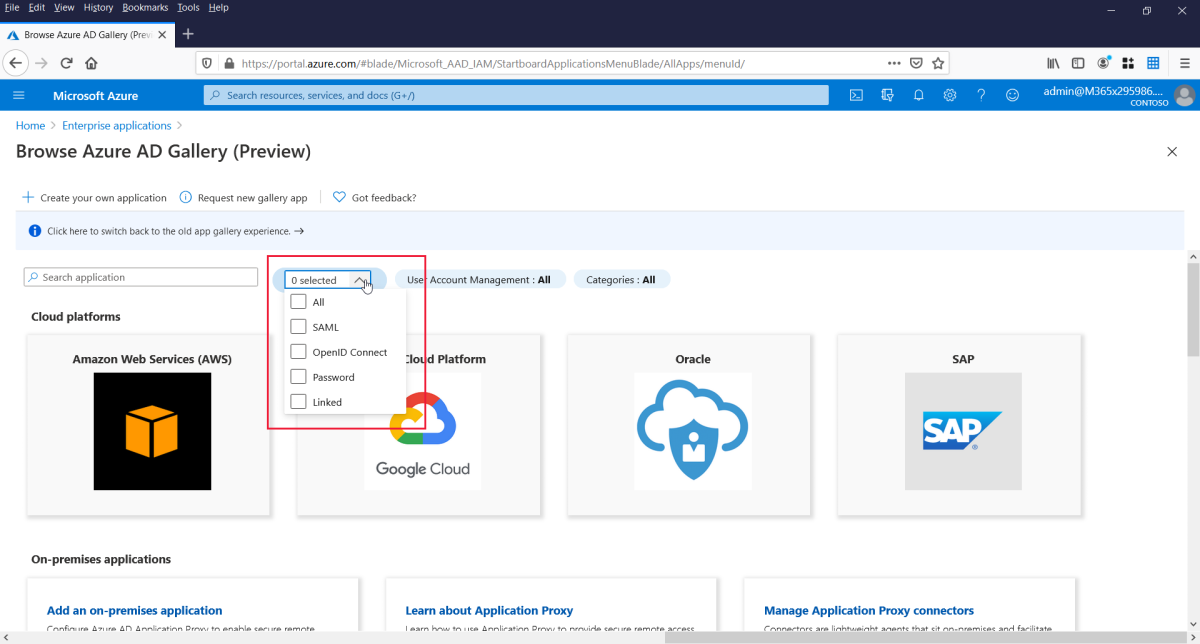 File Edit View History Bookmarks Tools Help
Browse Azure AD Gallery (Prev
https://portal.azure.com/#blade/Microsoft_AAD_IAM/StartboardApplicationsMenuBlade/AllApps/menuId/
Microsoft Azure
Search resources, services, and docs (G+/)
admin@M365x295986....
CONTOSO
Home > Enterprise applications >
Browse Azure AD Gallery (Preview)
Create your own application
Request new gallery app
Got feedback?
Click here to switch back to the old app gallery experience. →
Search application
0 selected
User Account Management : All
Categories : All
All
SAML
OpenID Connect
Password
Linked
Cloud platforms
Amazon Web Services (AWS)
Cloud Platform
Google Cloud
Oracle
SAP
SAP
On-premises applications
Add an on-premises application
Configure Azure AD Application Proxy to enable secure remote
Learn about Application Proxy
Learn how to use Application Proxy to provide secure remote access
Manage Application Proxy connectors
Connectors are lightweight agents that sit on-premises and facilitate